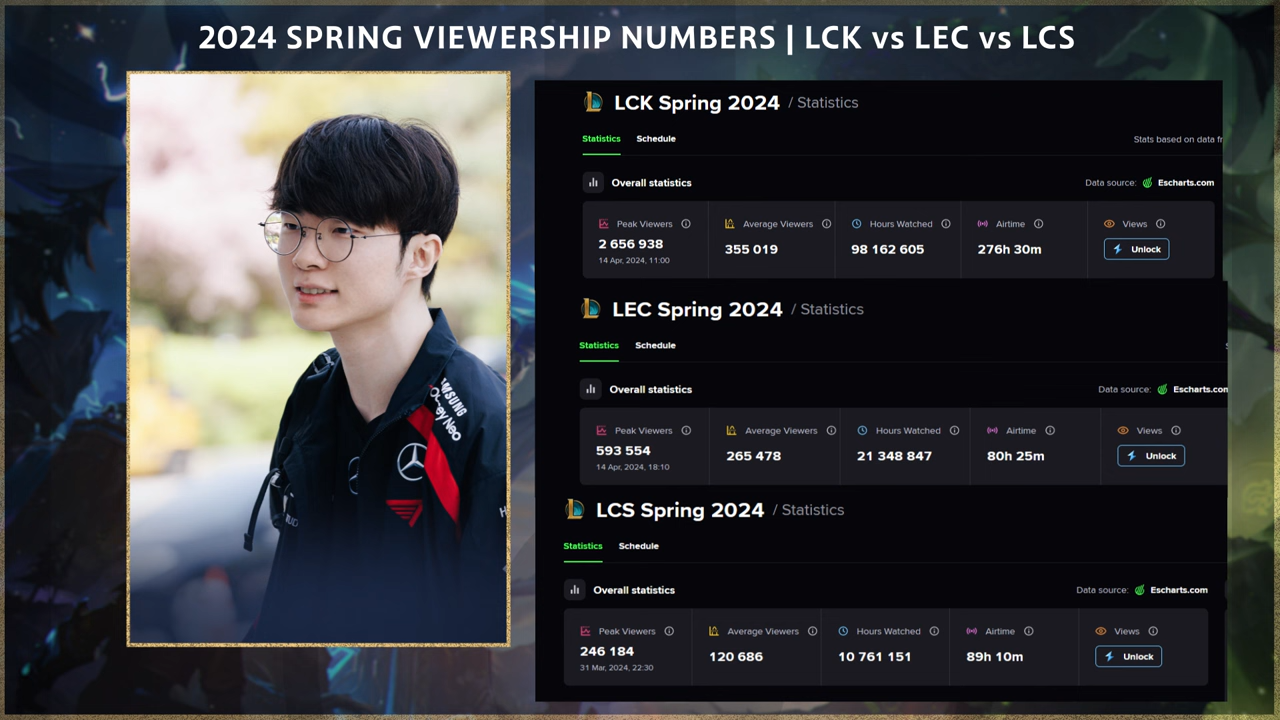 2024 SPRING VIEWERSHIP NUMBERS | LCK vs LEC vs LCS
LCK Spring 2024 / Statistics
Statistics Schedule Stats based on data fr
Overall statistics Data source: Escharts.com
Peak Viewers Average Viewers Hours Watched Airtime Views
2 656 938 355 019 98 162 605 276h 30m Unlock
14 Apr, 2024, 11:00
LEC Spring 2024 / Statistics
Statistics Schedule
Overall statistics Data source: Escharts.com
Peak Viewers Average Viewers Hours Watched Airtime Views
593 554 265 478 21 348 847 80h 25m Unlock
14 Apr, 2024, 18:10
LCS Spring 2024 / Statistics
Statistics Schedule
Overall statistics Data source: Escharts.com
Peak Viewers Average Viewers Hours Watched Airtime Views
246 184 120 686 10 761 151 89h 10m Unlock
31 Mar, 2024, 22:30
SAMSUNG
Odyssey Neo